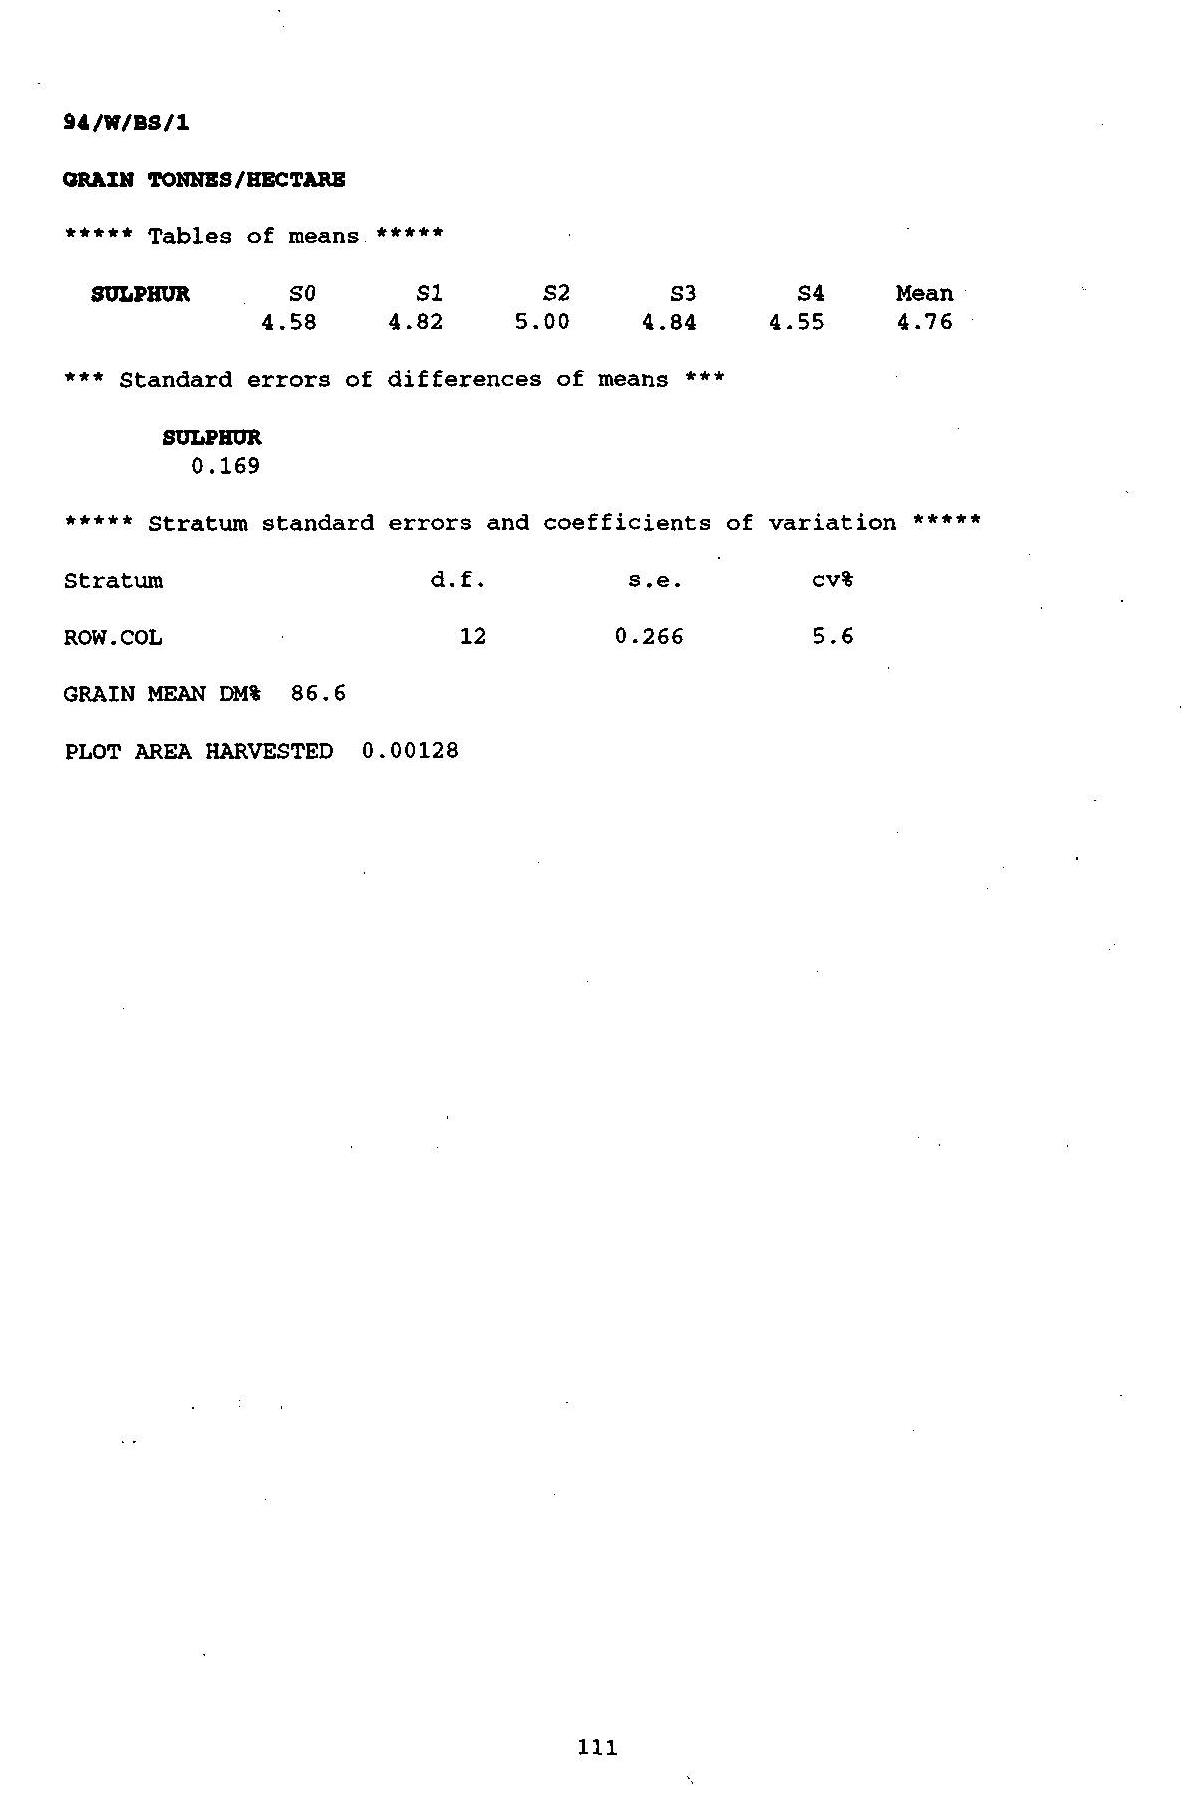 94/W/BS/1
GRAIN TONNES/HECTARE
***** Tables of means *****
SULPHUR S0 S1 S2 S3 S4 Mean
4.58 4.82 5.00 4.84 4.55 4.76
*** Standard errors of differences of means ***
SULPHUR
0.169
***** Stratum standard errors and coefficients of variation *****
Stratum d.f. s.e. cv%
ROW.COL 12 0.266 5.6
GRAIN MEAN DM% 86.6
PLOT AREA HARVESTED 0.00128
111